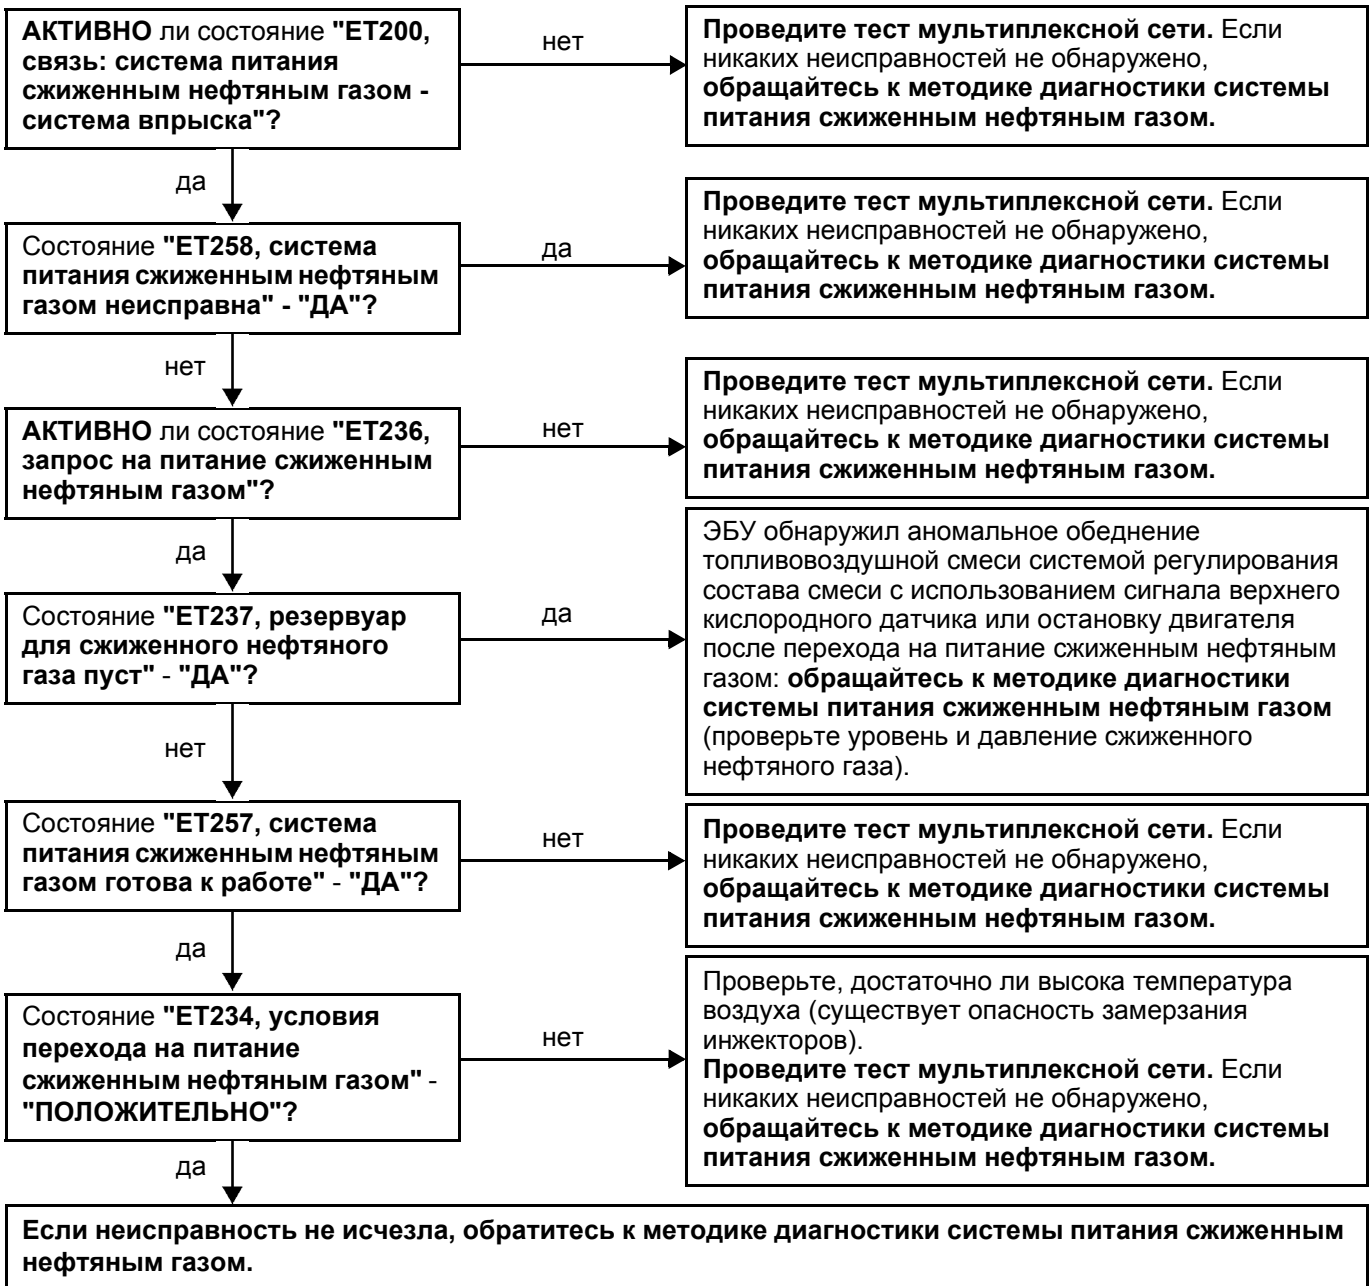 АКТИВНО ли состояние "ET200,
связь: система питания
сжиженным нефтяным газом -
система впрыска"?
нет
Проведите тест мультиплексной сети. Если
никаких неисправностей не обнаружено,
обращайтесь к методике диагностики системы
питания сжиженным нефтяным газом.
да
Состояние "ET258, система
питания сжиженным нефтяным
газом неисправна" - "ДА"?
да
Проведите тест мультиплексной сети. Если
никаких неисправностей не обнаружено,
обращайтесь к методике диагностики системы
питания сжиженным нефтяным газом.
нет
АКТИВНО ли состояние "ET236,
запрос на питание сжиженным
нефтяным газом"?
нет
Проведите тест мультиплексной сети. Если
никаких неисправностей не обнаружено,
обращайтесь к методике диагностики системы
питания сжиженным нефтяным газом.
да
Состояние "ET237, резервуар
для сжиженного нефтяного
газа пуст" - "ДА"?
да
ЭБУ обнаружил аномальное обеднение
топливовоздушной смеси системой регулирования
состава смеси с использованием сигнала верхнего
кислородного датчика или остановку двигателя
после перехода на питание сжиженным нефтяным
газом: обращайтесь к методике диагностики
системы питания сжиженным нефтяным газом
(проверьте уровень и давление сжиженного
нефтяного газа).
нет
Состояние "ET257, система
питания сжиженным нефтяным
газом готова к работе" - "ДА"?
нет
Проведите тест мультиплексной сети. Если
никаких неисправностей не обнаружено,
обращайтесь к методике диагностики системы
питания сжиженным нефтяным газом.
да
Состояние "ET234, условия
перехода на питание
сжиженным нефтяным газом" -
"ПОЛОЖИТЕЛЬНО"?
нет
Проверьте, достаточно ли высока температура
воздуха (существует опасность замерзания
инжекторов).
Проведите тест мультиплексной сети. Если
никаких неисправностей не обнаружено,
обращайтесь к методике диагностики системы
питания сжиженным нефтяным газом.
да
Если неисправность не исчезла, обратитесь к методике диагностики системы питания сжиженным
нефтяным газом.